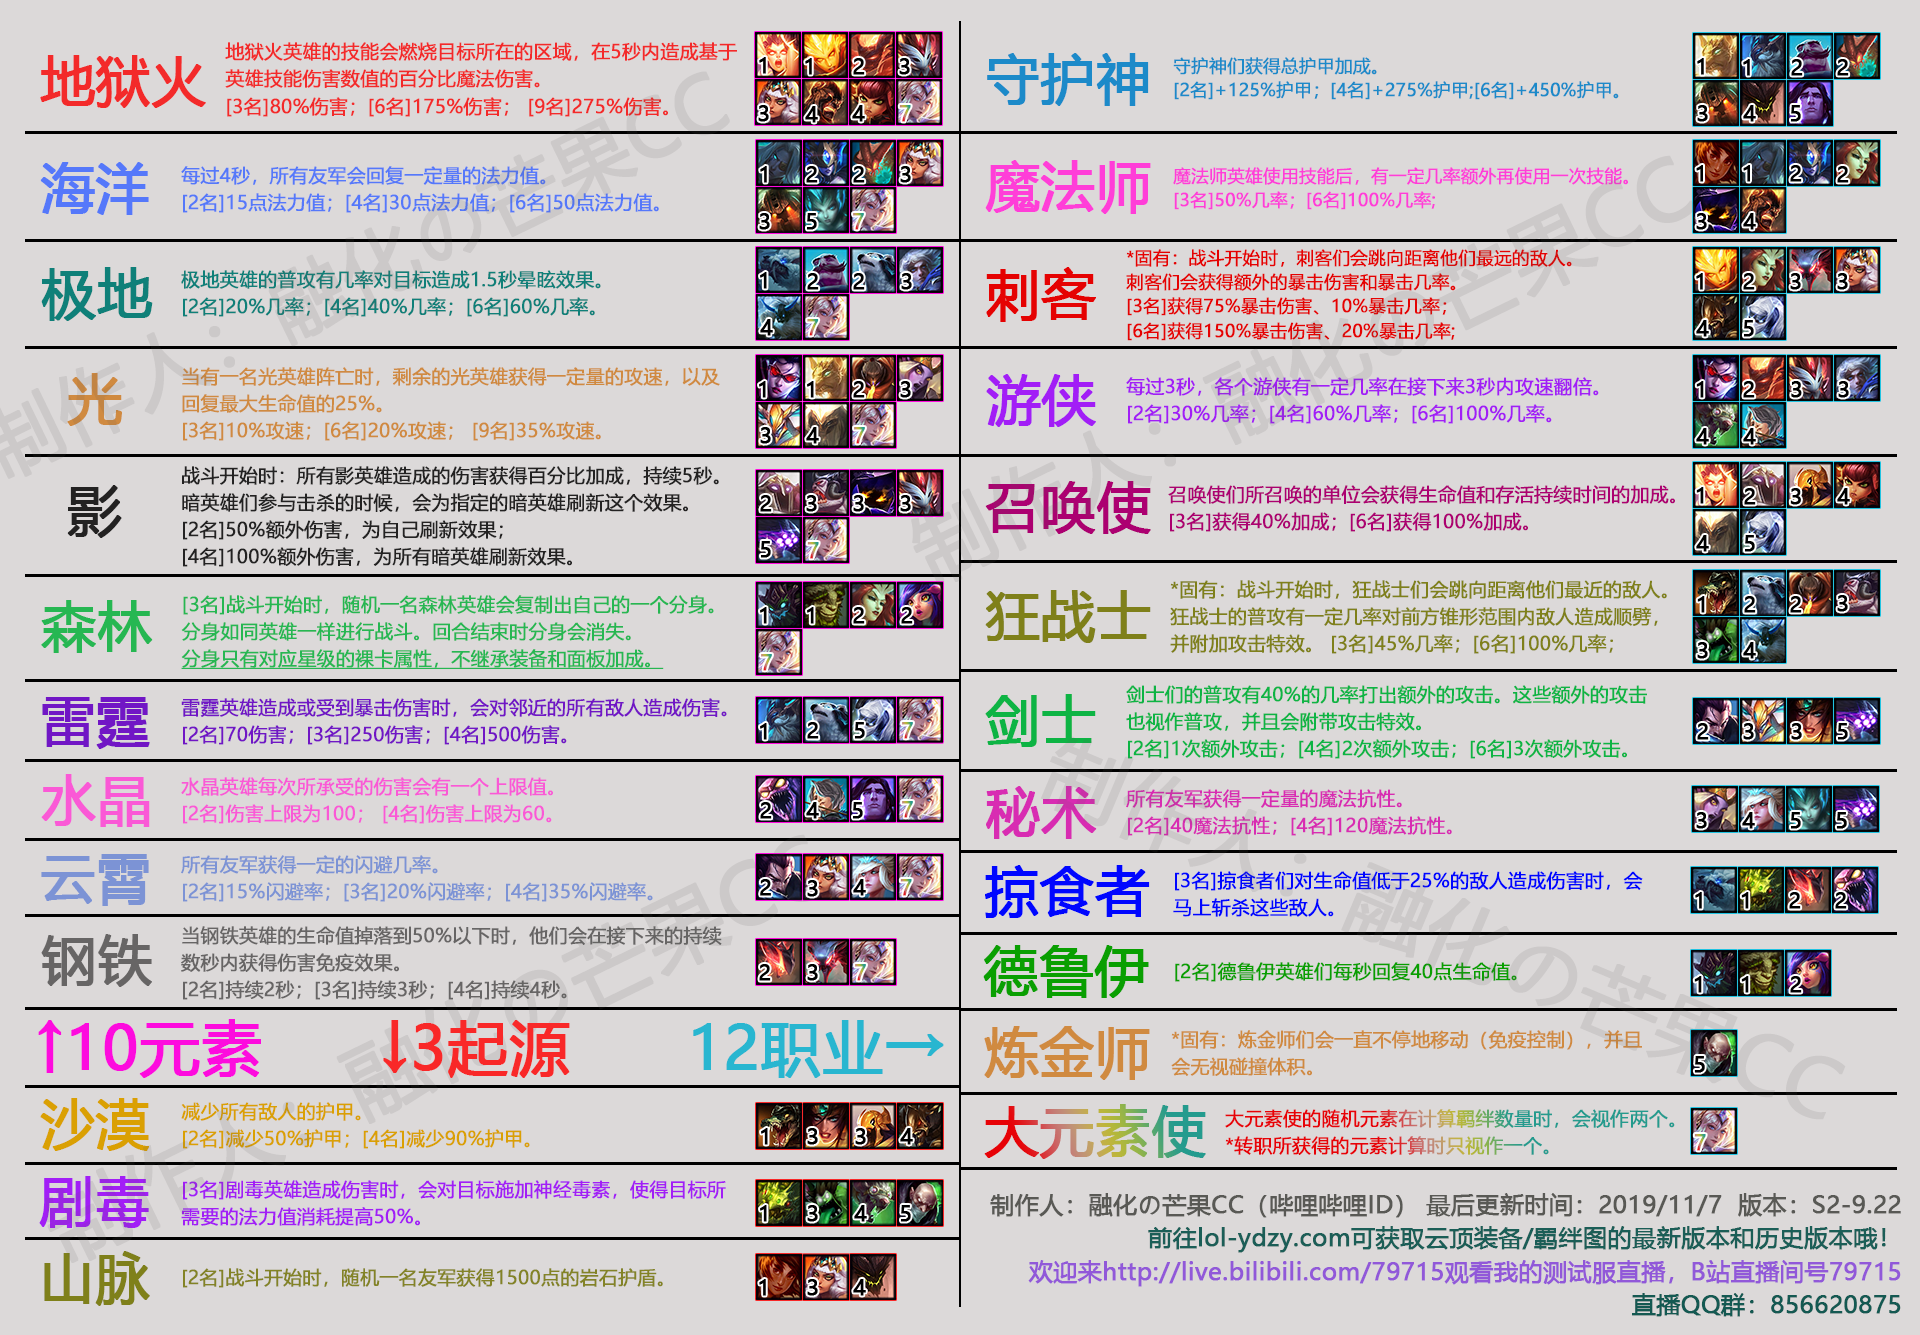 地狱火
地狱火英雄的技能会燃烧目标所在的区域，在5秒内造成基于
英雄技能伤害数值的百分比魔法伤害。
[3名]80%伤害；[6名]175%伤害； [9名]275%伤害。
1 1 2 3
3 4 4 7
海洋
每过4秒，所有友军会回复一定量的法力值。
[2名]15点法力值；[4名]30点法力值；[6名]50点法力值。
1 2 2 3
3 5 7
极地
极地英雄的普攻有几率对目标造成1.5秒晕眩效果。
[2名]20%几率；[4名]40%几率；[6名]60%几率。
1 2 2 3
4 7
光
当有一名光英雄阵亡时，剩余的光英雄获得一定量的攻速，以及
回复最大生命值的25%。
[3名]10%攻速；[6名]20%攻速； [9名]35%攻速。
1 1 2 3
3 4 7
影
战斗开始时：所有影英雄造成的伤害获得百分比加成，持续5秒。
暗英雄们参与击杀的时候，会为指定的暗英雄刷新这个效果。
[2名]50%额外伤害，为自己刷新效果；
[4名]100%额外伤害，为所有暗英雄刷新效果。
2 3 3 3
5 7
森林
[3名]战斗开始时，随机一名森林英雄会复制出自己的一个分身。
分身如同英雄一样进行战斗。回合结束时分身会消失。
分身只有对应星级的裸卡属性，不继承装备和面板加成。
1 1 2 2
7
雷霆
雷霆英雄造成或受到暴击伤害时，会对邻近的所有敌人造成伤害。
[2名]70伤害；[3名]250伤害；[4名]500伤害。
1 2 5 7
水晶
水晶英雄每次所承受的伤害会有一个上限值。
[2名]伤害上限为100； [4名]伤害上限为60。
2 4 5 7
云霄
所有友军获得一定的闪避几率。
[2名]15%闪避率；[3名]20%闪避率；[4名]35%闪避率。
2 3 4 7
钢铁
当钢铁英雄的生命值掉落到50%以下时，他们会在接下来的持续
数秒内获得伤害免疫效果。
[2名]持续2秒；[3名]持续3秒；[4名]持续4秒。
2 3 7
↑10元素 ↓3起源 12职业→
沙漠
减少所有敌人的护甲。
[2名]减少50%护甲；[4名]减少90%护甲。
1 3 3 4
剧毒
[3名]剧毒英雄造成伤害时，会对目标施加神经毒素，使得目标所
需要的法力值消耗提高50%。
1 3 4 5
山脉
[2名]战斗开始时，随机一名友军获得1500点的岩石护盾。
1 3 4
守护神
守护神们获得总护甲加成。
[2名]+125%护甲；[4名]+275%护甲;[6名]+450%护甲。
1 1 2 2
3 4 5
魔法师
魔法师英雄使用技能后，有一定几率额外再使用一次技能。
[3名]50%几率；[6名]100%几率;
1 1 2 2
3 4
刺客
*固有：战斗开始时，刺客们会跳向距离他们最远的敌人。
刺客们会获得额外的暴击伤害和暴击几率。
[3名]获得75%暴击伤害、10%暴击几率；
[6名]获得150%暴击伤害、20%暴击几率;
1 2 3 3
4 5
游侠
每过3秒，各个游侠有一定几率在接下来3秒内攻速翻倍。
[2名]30%几率；[4名]60%几率；[6名]100%几率。
1 2 3 3
4 4
召唤使
召唤使们所召唤的单位会获得生命值和存活持续时间的加成。
[3名]获得40%加成；[6名]获得100%加成。
1 2 3 4
4 5
狂战士
*固有：战斗开始时，狂战士们会跳向距离他们最近的敌人。
狂战士的普攻有一定几率对前方锥形范围内敌人造成顺劈，
并附加攻击特效。 [3名]45%几率；[6名]100%几率；
1 2 2 3
3 4
剑士
剑士们的普攻有40%的几率打出额外的攻击。这些额外的攻击
也视作普攻，并且会附带攻击特效。
[2名]1次额外攻击；[4名]2次额外攻击；[6名]3次额外攻击。
2 3 3 5
秘术
所有友军获得一定量的魔法抗性。
[2名]40魔法抗性；[4名]120魔法抗性。
3 4 5 5
掠食者
[3名]掠食者们对生命值低于25%的敌人造成伤害时，会
马上斩杀这些敌人。
1 1 2 2
德鲁伊
[2名]德鲁伊英雄们每秒回复40点生命值。
1 1 2
炼金师
*固有：炼金师们会一直不停地移动（免疫控制），并且
会无视碰撞体积。
5
大元素使
大元素使的随机元素在计算羁绊数量时，会视作两个。
*转职所获得的元素计算时只视作一个。
7
制作人：融化の芒果CC（哔哩哔哩ID） 最后更新时间：2019/11/7 版本：S2-9.22
前往lol-ydzy.com可获取云顶装备/羁绊图的最新版本和历史版本哦！
欢迎来http://live.bilibili.com/79715观看我的测试服直播，B站直播间号79715
直播QQ群：856620875
制作人：融化の芒果CC
制作人：融化の芒果CC
制作人：融化の芒果CC
制作人：融化の芒果CC